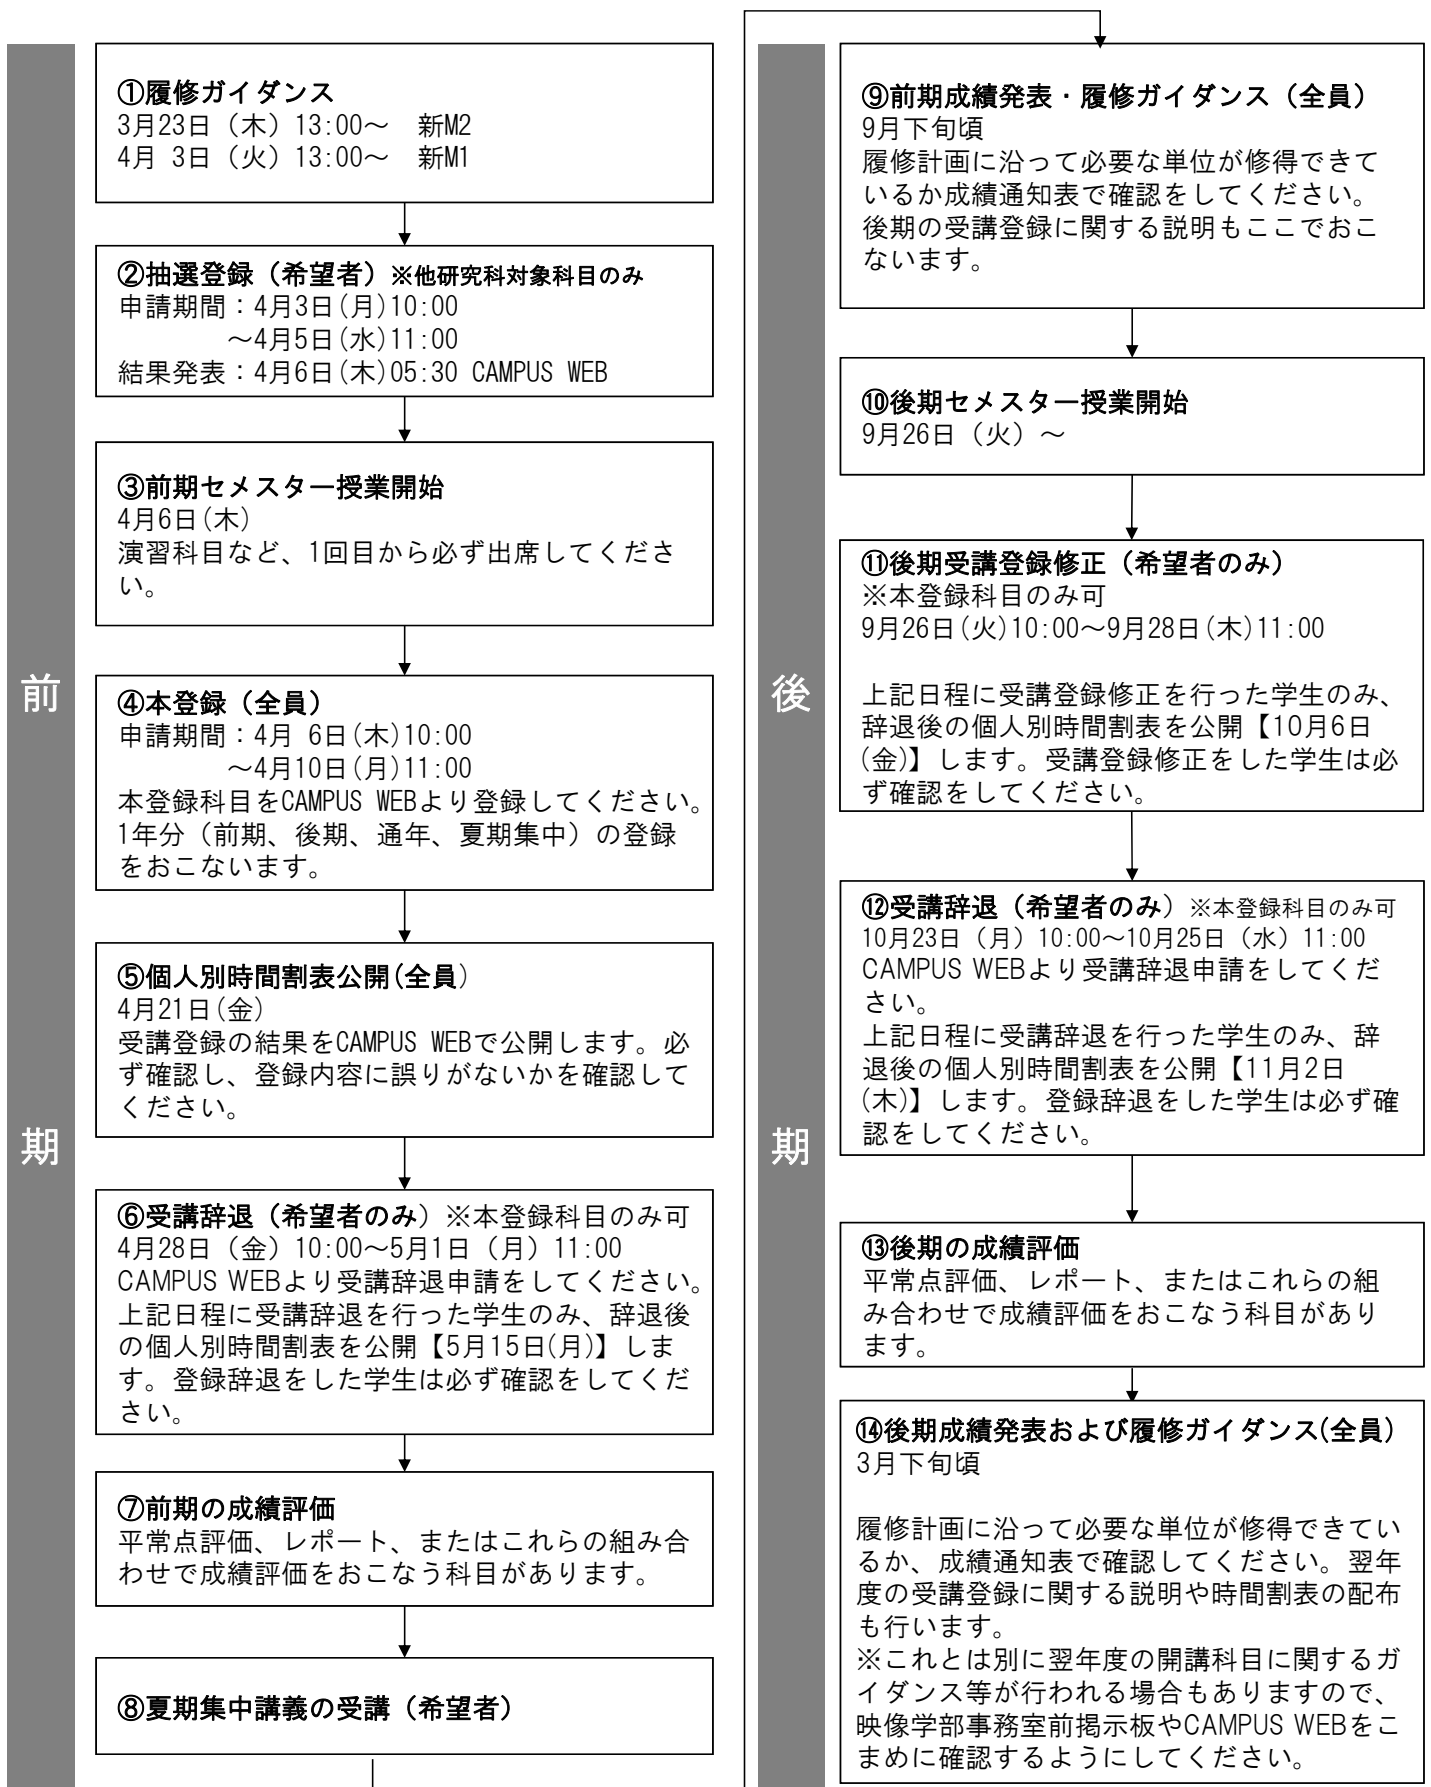 前
期
①履修ガイダンス
3月23日（木）13:00～　新M2
4月 3日（火）13:00～　新M1
②抽選登録（希望者）※他研究科対象科目のみ
申請期間：4月3日(月)10:00
～4月5日(水)11:00
結果発表：4月6日(木)05:30 CAMPUS WEB
③前期セメスター授業開始
4月6日(木)
演習科目など、1回目から必ず出席してくださ
い。
④本登録（全員）
申請期間：4月 6日(木)10:00
～4月10日(月)11:00
本登録科目をCAMPUS WEBより登録してください。
1年分（前期、後期、通年、夏期集中）の登録
をおこないます。
⑤個人別時間割表公開(全員)
4月21日(金)
受講登録の結果をCAMPUS WEBで公開します。必
ず確認し、登録内容に誤りがないかを確認して
ください。
⑥受講辞退（希望者のみ）※本登録科目のみ可
4月28日（金）10:00～5月1日（月）11:00
CAMPUS WEBより受講辞退申請をしてください。
上記日程に受講辞退を行った学生のみ、辞退後
の個人別時間割表を公開【5月15日(月)】しま
す。登録辞退をした学生は必ず確認をしてくだ
さい。
⑦前期の成績評価
平常点評価、レポート、またはこれらの組み合
わせで成績評価をおこなう科目があります。
⑧夏期集中講義の受講（希望者）
後
期
⑨前期成績発表・履修ガイダンス（全員）
9月下旬頃
履修計画に沿って必要な単位が修得できて
いるか成績通知表で確認をしてください。
後期の受講登録に関する説明もここでおこ
ないます。
⑩後期セメスター授業開始
9月26日（火）～
⑪後期受講登録修正（希望者のみ）
※本登録科目のみ可
9月26日(火)10:00～9月28日(木)11:00
上記日程に受講登録修正を行った学生のみ、
辞退後の個人別時間割表を公開【10月6日
(金)】します。受講登録修正をした学生は必
ず確認をしてください。
⑫受講辞退（希望者のみ）※本登録科目のみ可
10月23日（月）10:00～10月25日（水）11:00
CAMPUS WEBより受講辞退申請をしてくだ
さい。
上記日程に受講辞退を行った学生のみ、辞
退後の個人別時間割表を公開【11月2日
(木)】します。登録辞退をした学生は必ず確
認をしてください。
⑬後期の成績評価
平常点評価、レポート、またはこれらの組
み合わせで成績評価をおこなう科目があり
ます。
⑭後期成績発表および履修ガイダンス(全員)
3月下旬頃
履修計画に沿って必要な単位が修得できてい
るか、成績通知表で確認してください。翌年
度の受講登録に関する説明や時間割表の配布
も行います。
※これとは別に翌年度の開講科目に関するガ
イダンス等が行われる場合もありますので、
映像学部事務室前掲示板やCAMPUS WEBをこ
まめに確認するようにしてください。